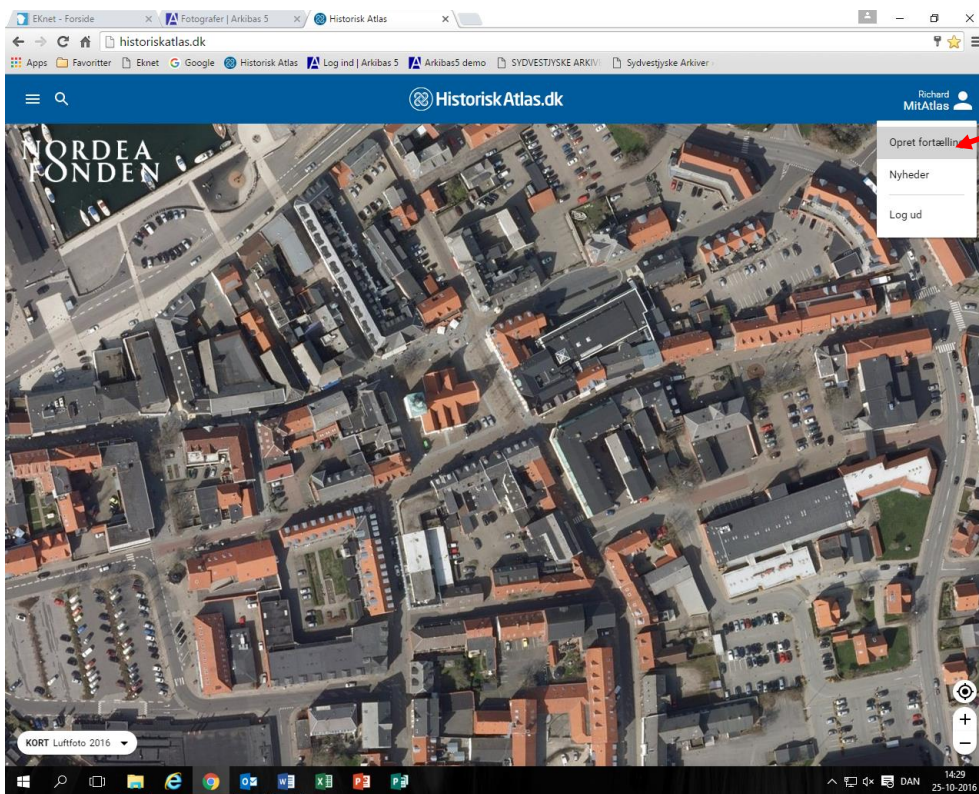 EKnet - Forside
Fotografer | Arkibas 5
Historisk Atlas
historiskatlas.dk
Apps
Favoritter
Eknet
Google
Historisk Atlas
Log ind | Arkibas 5
Arkibas5 demo
SYDVESTJYSKE ARKIV
Sydvestjyske Arkiver
HistoriskAtlas.dk
Richard
MitAtlas
NORDEA
FONDEN
Opret fortællin
Nyheder
Log ud
KORT Luftfoto 2016
DAN
14:29
25-10-2016